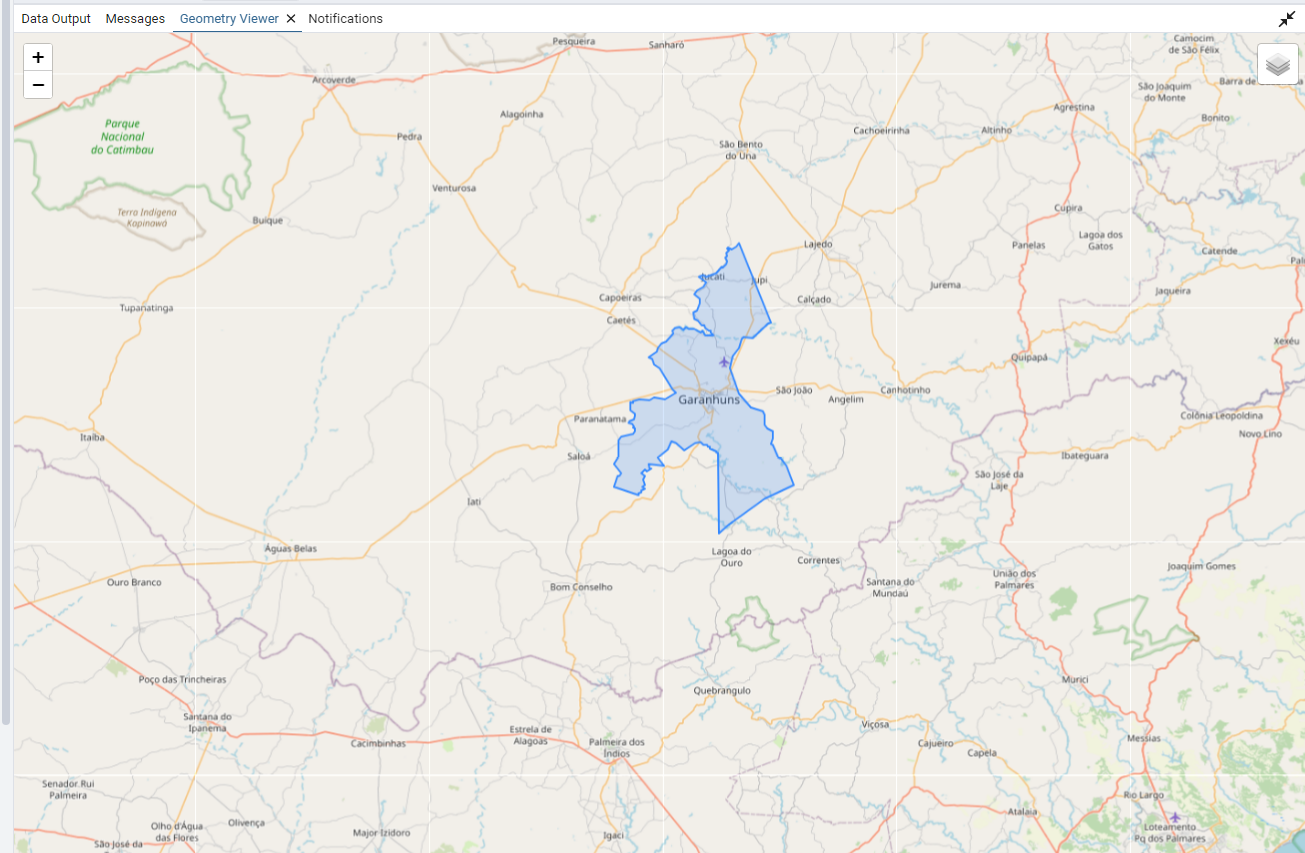 Data Output Messages Geometry Viewer ✕ Notifications
+
−
Camocim
de São Félix
Pesqueira
Sanharó
Arcoverde
Barra de
São Joaquim
do Monte
Agrestina
Alagoinha
Bonito
Parque
Nacional
do Catimbau
Pedra
Cachoeirinha
Altinho
São Bento
do Una
Venturosa
Terra Indígena
Kapinawá
Buíque
Cupira
Lajedo
Panelas
Lagoa dos
Gatos
Catende
Jucati
Jupi
Jurema
Jaqueira
Capoeiras
Calçado
Tupanatinga
Caetés
Xexéu
Quipapá
São João
Canhotinho
Garanhuns
Angelim
Paranatama
Colônia Leopoldina
Itaíba
Novo Lino
Saloá
Ibateguara
São José da
Laje
Iati
Águas Belas
Lagoa do
Ouro
Correntes
Joaquim Gomes
Ouro Branco
Bom Conselho
Santana do
Mundaú
União dos
Palmares
Poço das Trincheiras
Murici
Quebrangulo
Santana do
Ipanema
Viçosa
Cacimbinhas
Estrela de
Alagoas
Palmeira dos
Índios
Cajueiro
Capela
Messias
Senador Rui
Palmeira
Rio Largo
Atalaia
Olho d'Água
das Flores
Olivença
Major Izidoro
Igaci
Loteamento
Pq dos Palmares
São José da